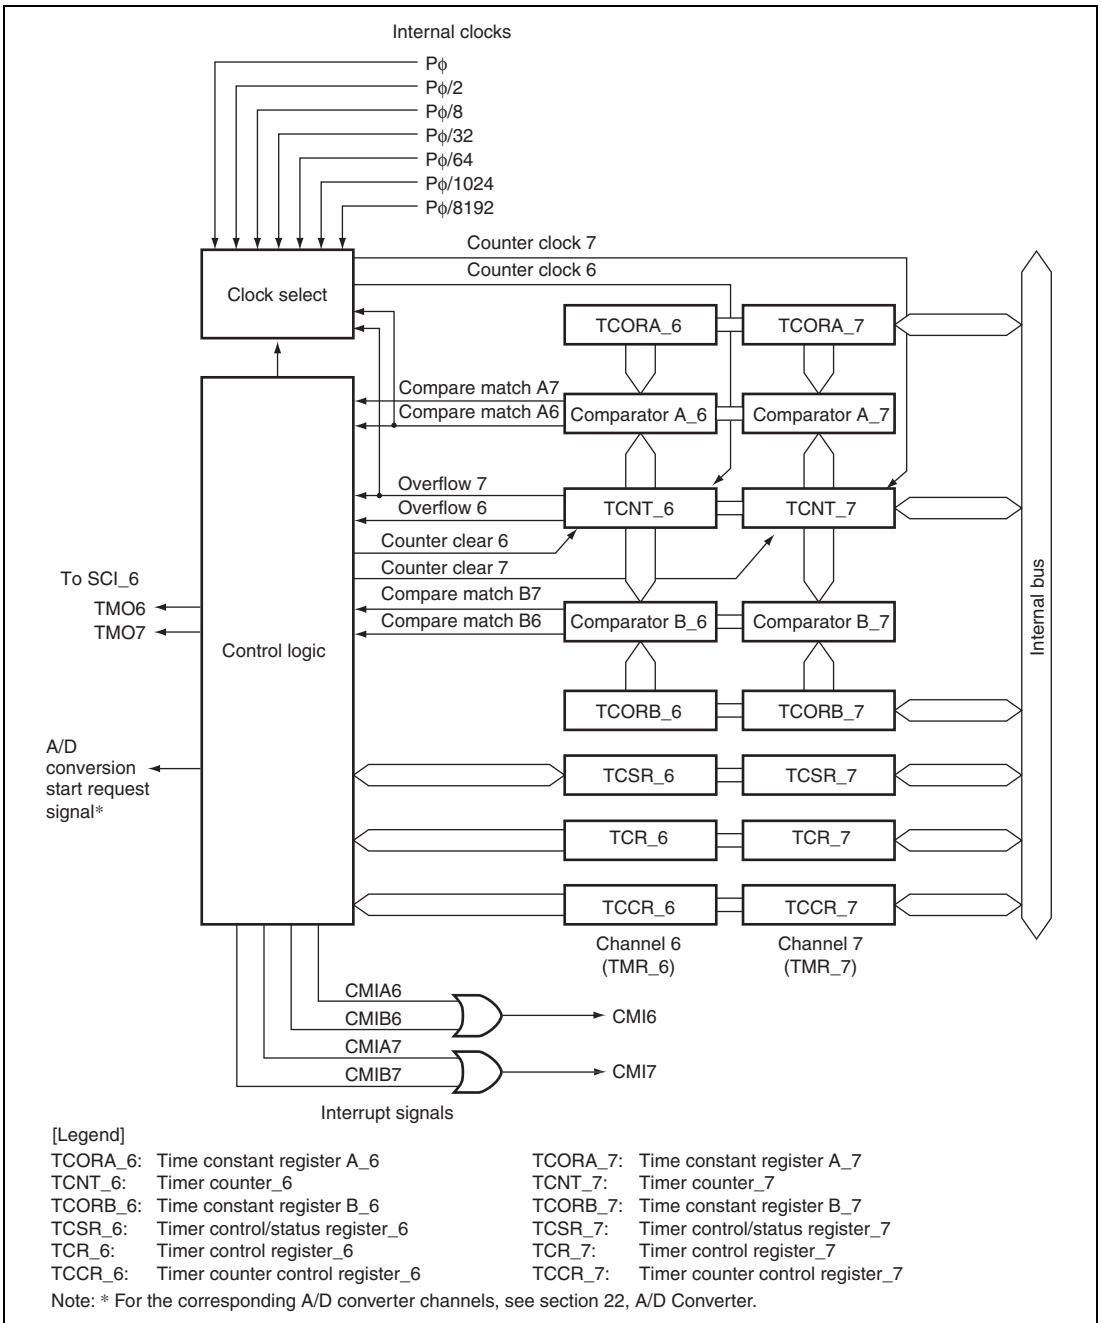 Internal clocks
Pϕ
Pϕ/2
Pϕ/8
Pϕ/32
Pϕ/64
Pϕ/1024
Pϕ/8192
Counter clock 7
Counter clock 6
Clock select
TCORA_6
TCORA_7
Compare match A7
Compare match A6
Comparator A_6
Comparator A_7
Overflow 7
Overflow 6
TCNT_6
TCNT_7
Counter clear 6
Counter clear 7
To SCI_6
TMO6
TMO7
Compare match B7
Compare match B6
Comparator B_6
Comparator B_7
Control logic
Internal bus
TCORB_6
TCORB_7
A/D
conversion
start request
signal*
TCSR_6
TCSR_7
TCR_6
TCR_7
TCCR_6
TCCR_7
Channel 6
(TMR_6)
Channel 7
(TMR_7)
CMIA6
CMIB6
CMI6
CMIA7
CMIB7
CMI7
Interrupt signals
[Legend]
TCORA_6: Time constant register A_6
TCNT_6: Timer counter_6
TCORB_6: Time constant register B_6
TCSR_6: Timer control/status register_6
TCR_6: Timer control register_6
TCCR_6: Timer counter control register_6
TCORA_7: Time constant register A_7
TCNT_7: Timer counter_7
TCORB_7: Time constant register B_7
TCSR_7: Timer control/status register_7
TCR_7: Timer control register_7
TCCR_7: Timer counter control register_7
Note: * For the corresponding A/D converter channels, see section 22, A/D Converter.